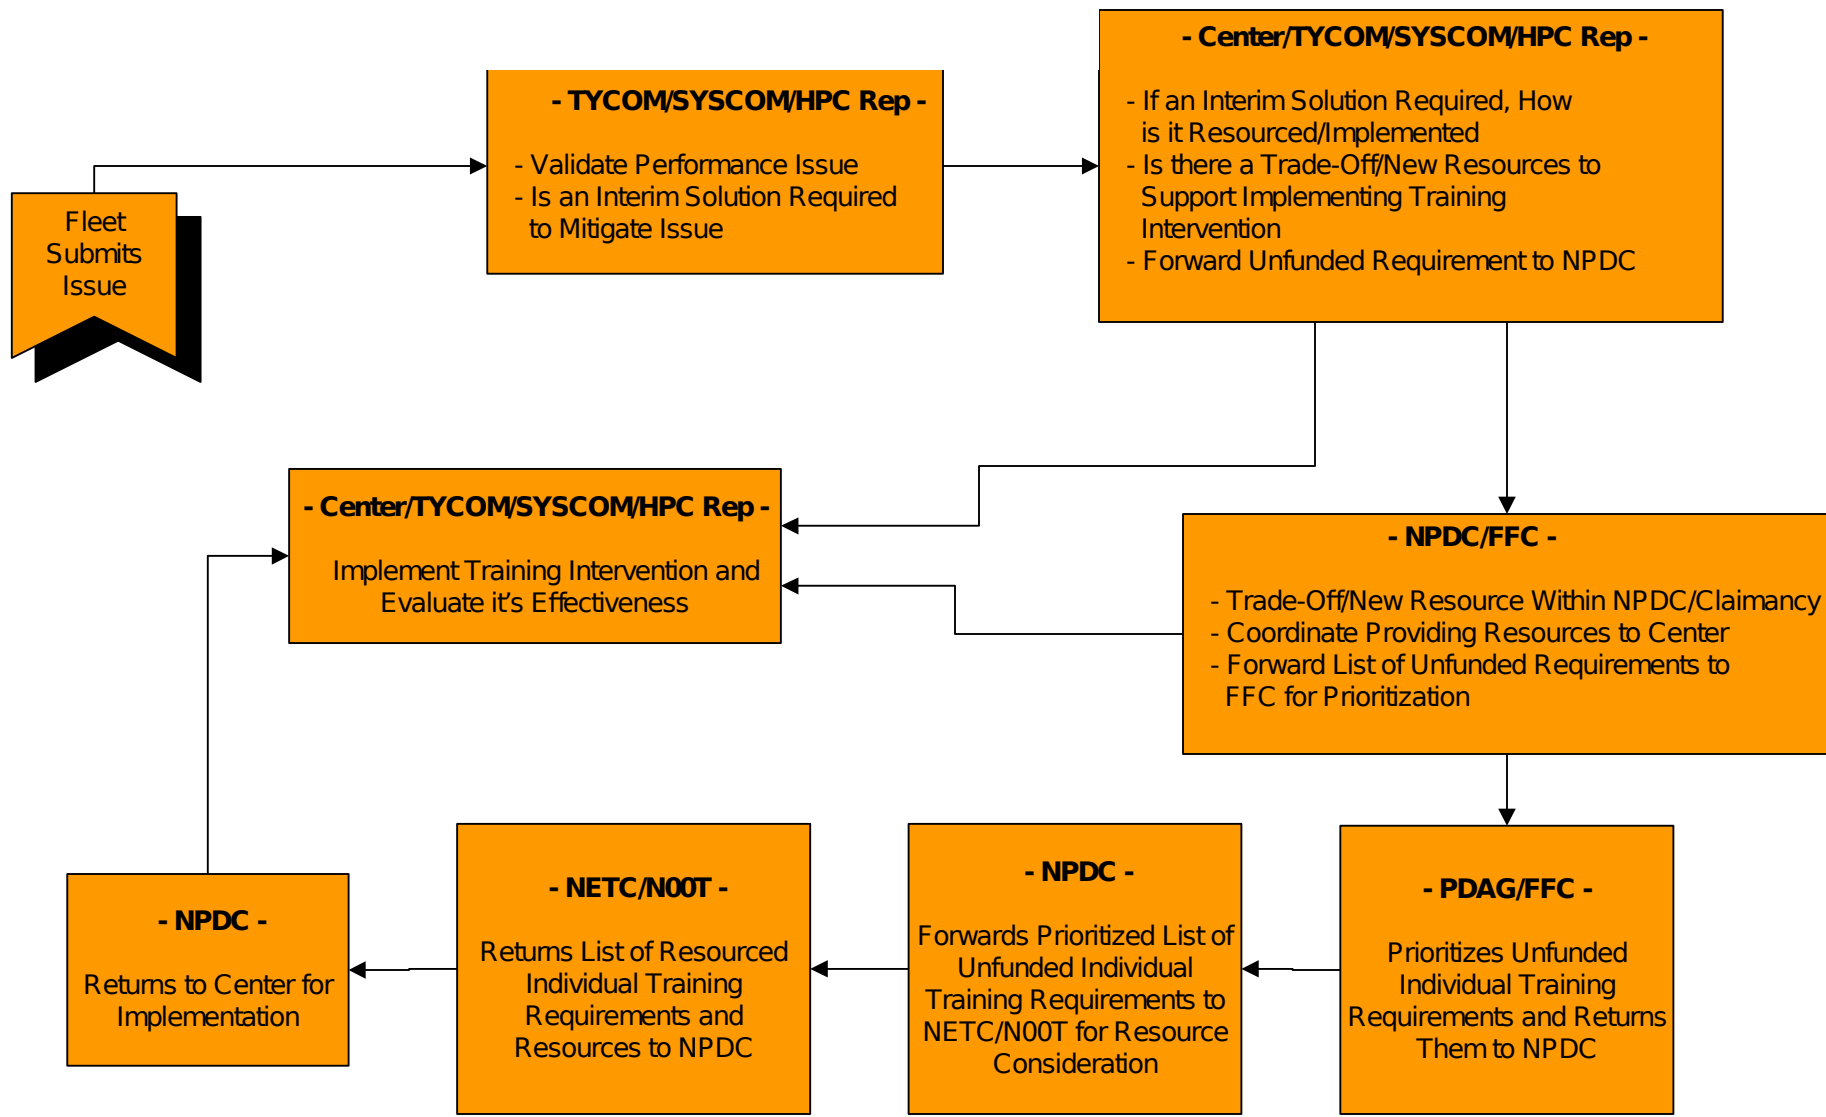 Fleet
Submits
Issue
- TYCOM/SYSCOM/HPC Rep -
- Validate Performance Issue
- Is an Interim Solution Required
to Mitigate Issue
- Center/TYCOM/SYSCOM/HPC Rep -
- If an Interim Solution Required, How
is it Resourced/Implemented
- Is there a Trade-Off/New Resources to
Support Implementing Training
Intervention
- Forward Unfunded Requirement to NPDC
- Center/TYCOM/SYSCOM/HPC Rep -
Implement Training Intervention and
Evaluate it's Effectiveness
- NPDC/FFC -
- Trade-Off/New Resource Within NPDC/Claimancy
- Coordinate Providing Resources to Center
- Forward List of Unfunded Requirements to
FFC for Prioritization
- NPDC -
Returns to Center for
Implementation
- NETC/N00T -
Returns List of Resourced
Individual Training
Requirements and
Resources to NPDC
- NPDC -
Forwards Prioritized List of
Unfunded Individual
Training Requirements to
NETC/N00T for Resource
Consideration
- PDAG/FFC -
Prioritizes Unfunded
Individual Training
Requirements and Returns
Them to NPDC